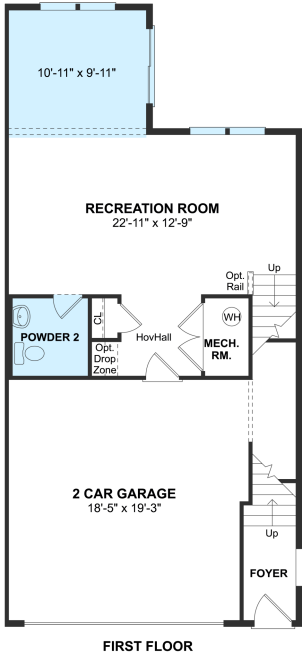 10'-11" x 9'-11"
RECREATION ROOM
22'-11" x 12'-9"
Up
Opt.
Rail
CL
HovHall
WH
POWDER 2
MECH.
RM.
Opt.
Drop
Zone
2 CAR GARAGE
18'-5" x 19'-3"
Up
FOYER
FIRST FLOOR